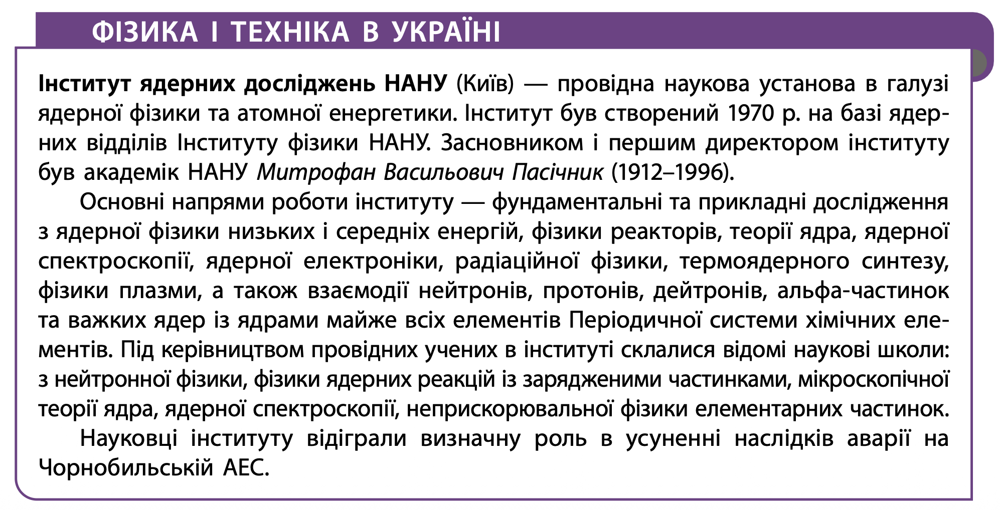 ФІЗИКА І ТЕХНІКА В УКРАЇНІ
Інститут ядерних досліджень НАНУ (Київ) — провідна наукова установа в галузі
ядерної фізики та атомної енергетики. Інститут був створений 1970 р. на базі ядер-
них відділів Інституту фізики НАНУ. Засновником і першим директором інституту
був академік НАНУ Митрофан Васильович Пасічник (1912–1996).
Основні напрями роботи інституту — фундаментальні та прикладні дослідження
з ядерної фізики низьких і середніх енергій, фізики реакторів, теорії ядра, ядерної
спектроскопії, ядерної електроніки, радіаційної фізики, термоядерного синтезу,
фізики плазми, а також взаємодії нейтронів, протонів, дейтронів, альфа-частинок
та важких ядер із ядрами майже всіх елементів Періодичної системи хімічних еле-
ментів. Під керівництвом провідних учених в інституті склалися відомі наукові школи:
з нейтронної фізики, фізики ядерних реакцій із зарядженими частинками, мікроскопічної
теорії ядра, ядерної спектроскопії, неприскорювальної фізики елементарних частинок.
Науковці інституту відіграли визначну роль в усуненні наслідків аварії на
Чорнобильській АЕС.